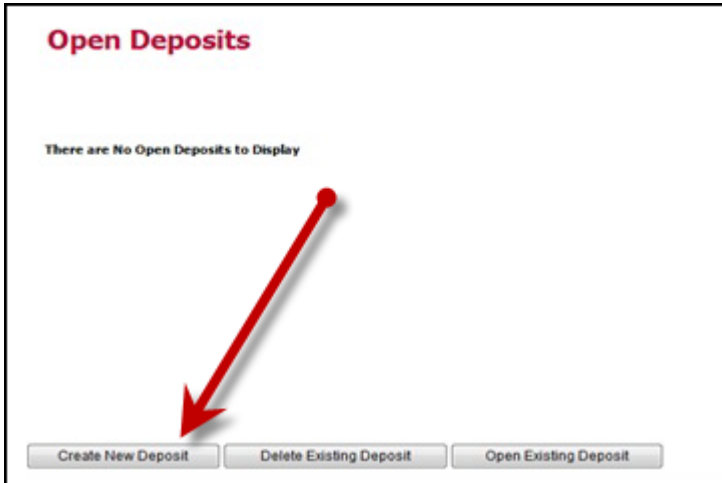 Open Deposits
There are No Open Deposits to Display
Create New Deposit Delete Existing Deposit Open Existing Deposit